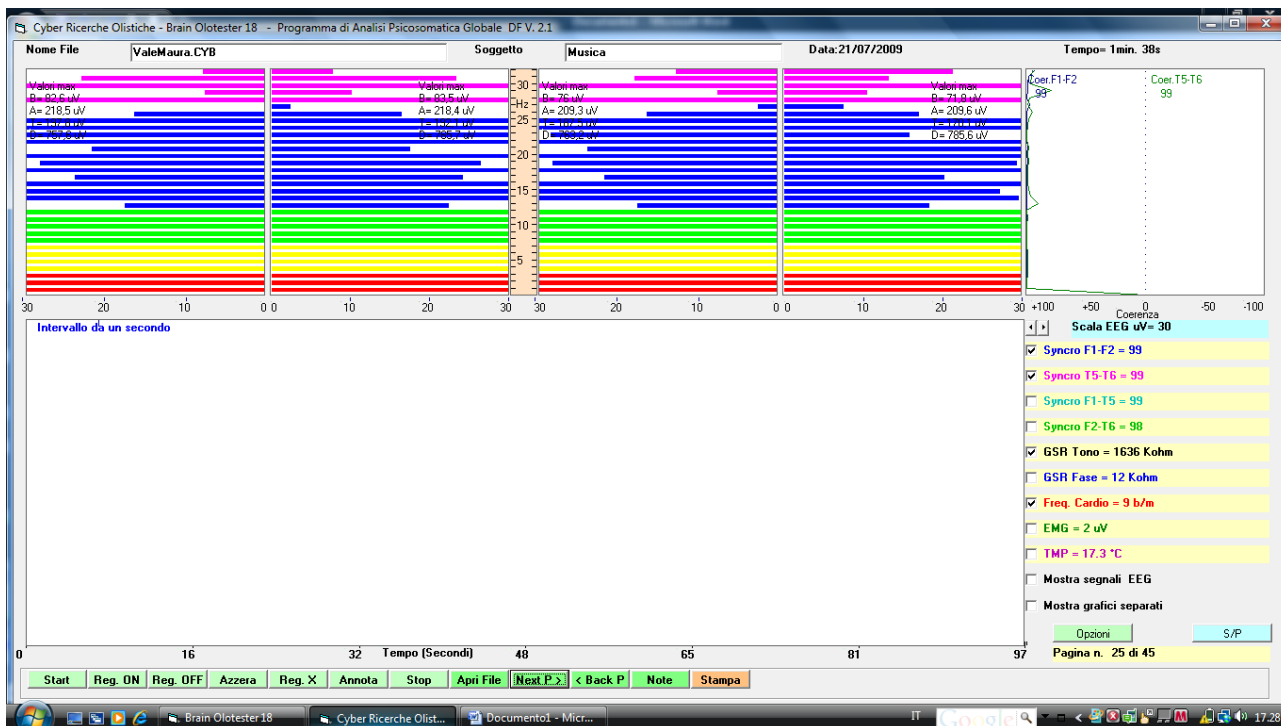 Cyber Ricerche Olistiche - Brain Olotester 18 - Programma di Analisi Psicosomatica Globale DF V. 2.1
Nome File ValeMaura.CYB Soggetto Musica Data:21/07/2009 Tempo= 1min. 38s
Valori max Valori max Valori max Valori max
B= 82,6 uV B= 83,5 uV B= 76 uV B= 71,8 uV
A= 218,5 uV A= 218,4 uV A= 209,3 uV A= 209,6 uV
D= 785,6 uV
30
Hz
25
20
15
10
5
Coer.F1-F2 Coer.T5-T6
99 99
30 20 10 0 0 10 20 30 30 20 10 0 0 10 20 30 +100 +50 0 -50 -100
Coerenza
Intervallo da un secondo
Scala EEG uV= 30
Syncro F1-F2 = 99
Syncro T5-T6 = 99
Syncro F1-T5 = 99
Syncro F2-T6 = 98
GSR Tono = 1636 Kohm
GSR Fase = 12 Kohm
Freq. Cardio = 9 b/m
EMG = 2 uV
TMP = 17.3 °C
Mostra segnali EEG
Mostra grafici separati
Opzioni S/P
0 16 32 Tempo (Secondi) 48 65 81 97
Pagina n. 25 di 45
Start Reg. ON Reg. OFF Azzera Reg. X Annota Stop Apri File Next P > < Back P Note Stampa
Brain Olotester 18 Cyber Ricerche Olist... Documento1 - Micr... IT Google 17.28